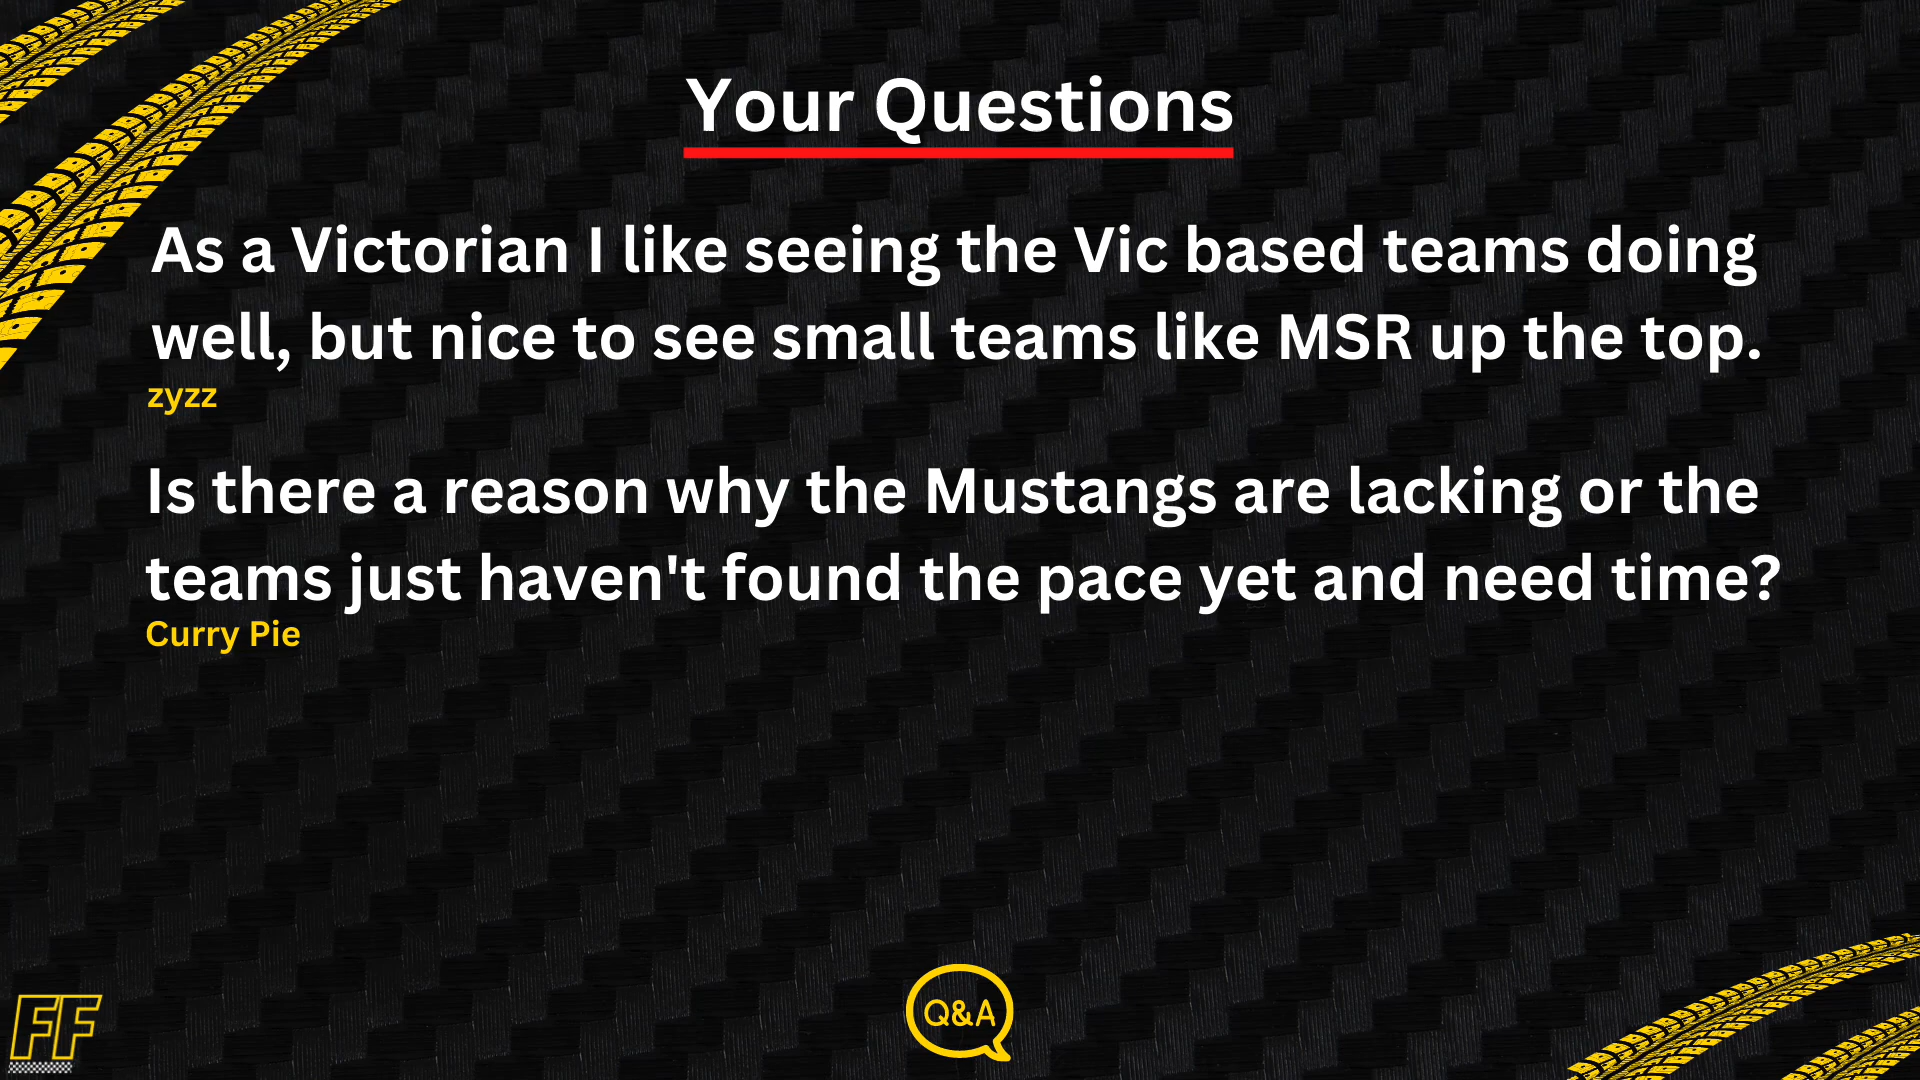 Your Questions
As a Victorian I like seeing the Vic based teams doing
well, but nice to see small teams like MSR up the top.
zyzz
Is there a reason why the Mustangs are lacking or the
teams just haven't found the pace yet and need time?
Curry Pie
Q&A
FF